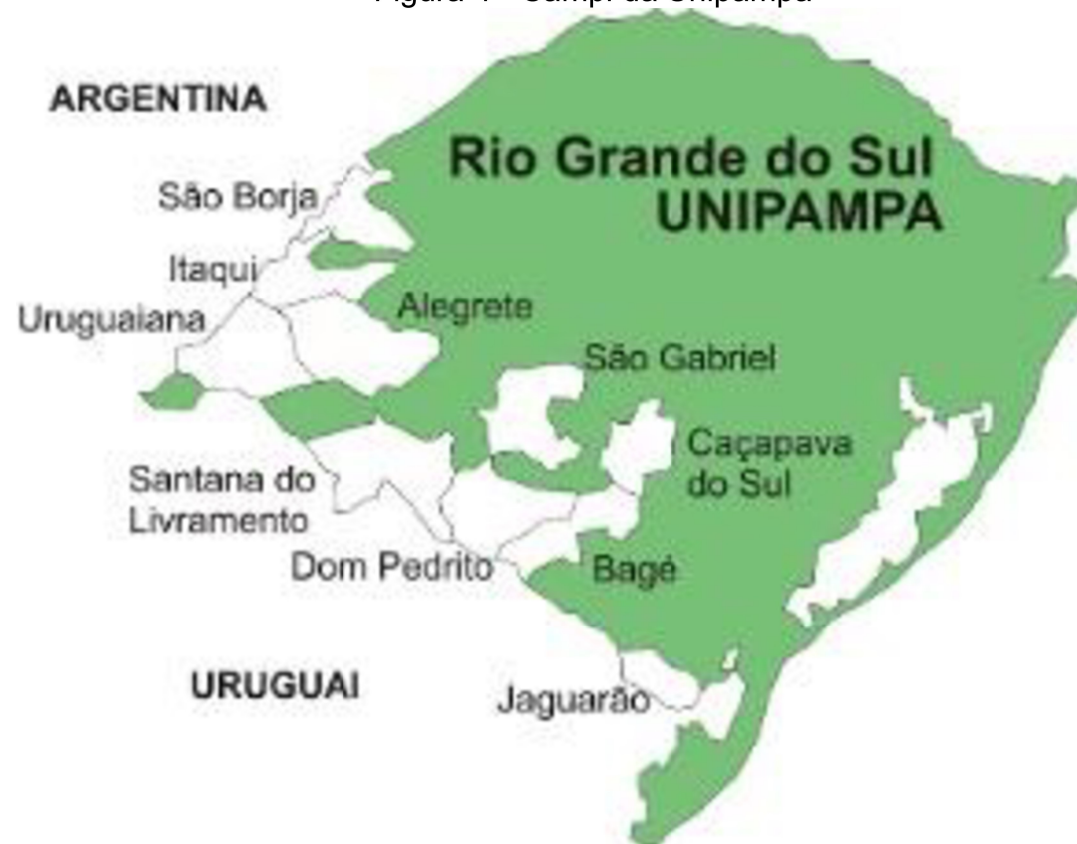 ARGENTINA
Rio Grande do Sul
UNIPAMPA
São Borja
Itaqui
Uruguaiana
Alegrete
São Gabriel
Caçapava
do Sul
Santana do
Livramento
Dom Pedrito
Bagé
URUGUAI
Jaguarão